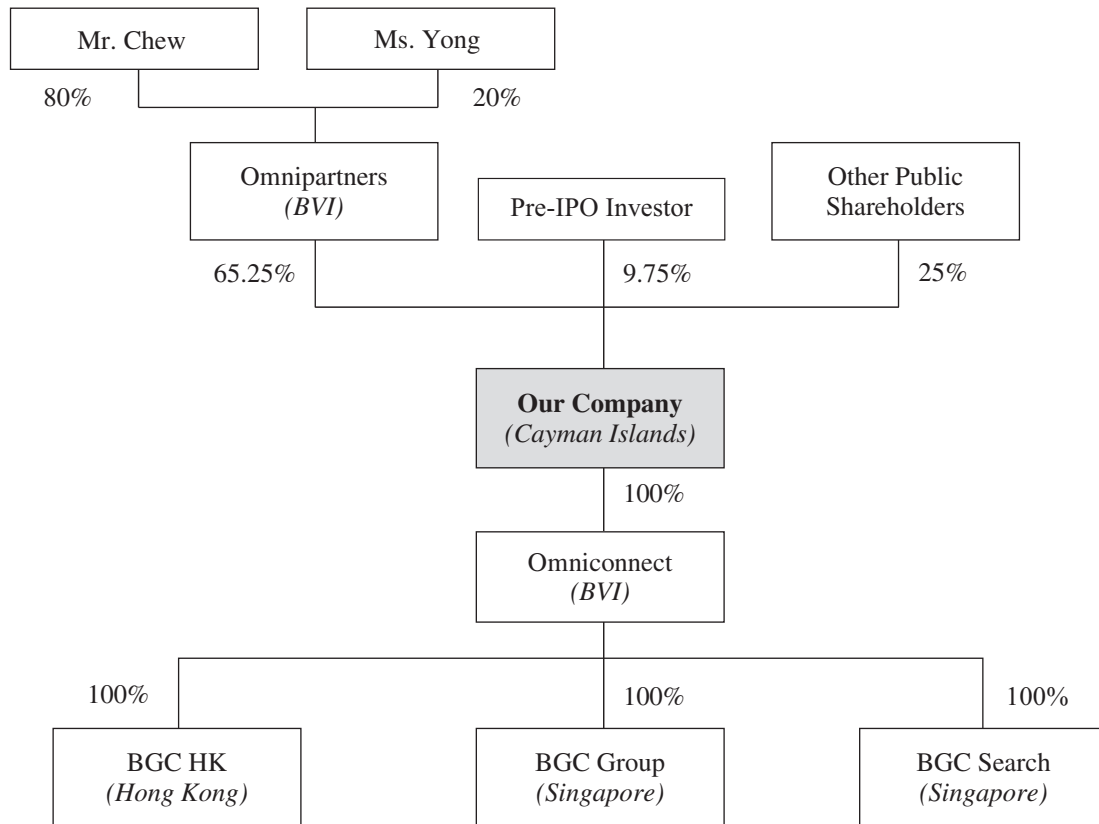 Mr. Chew
Ms. Yong
80%
20%
Omnipartners
(BVI)
Pre-IPO Investor
Other Public
Shareholders
65.25%
9.75%
25%
Our Company
(Cayman Islands)
100%
Omniconnect
(BVI)
100%
100%
100%
BGC HK
(Hong Kong)
BGC Group
(Singapore)
BGC Search
(Singapore)